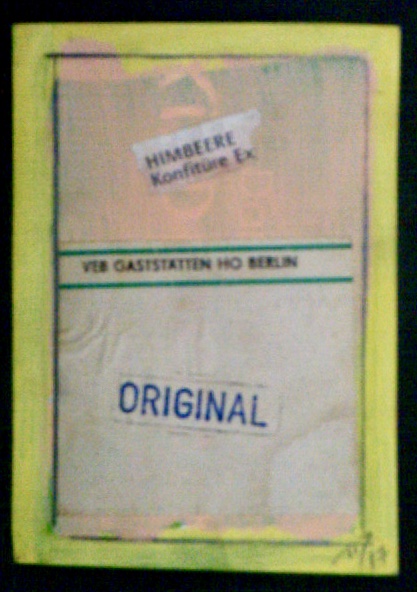 HIMBEERE
Konfitüre Ex
VEB GASTSTÄTTEN HO BERLIN
ORIGINAL